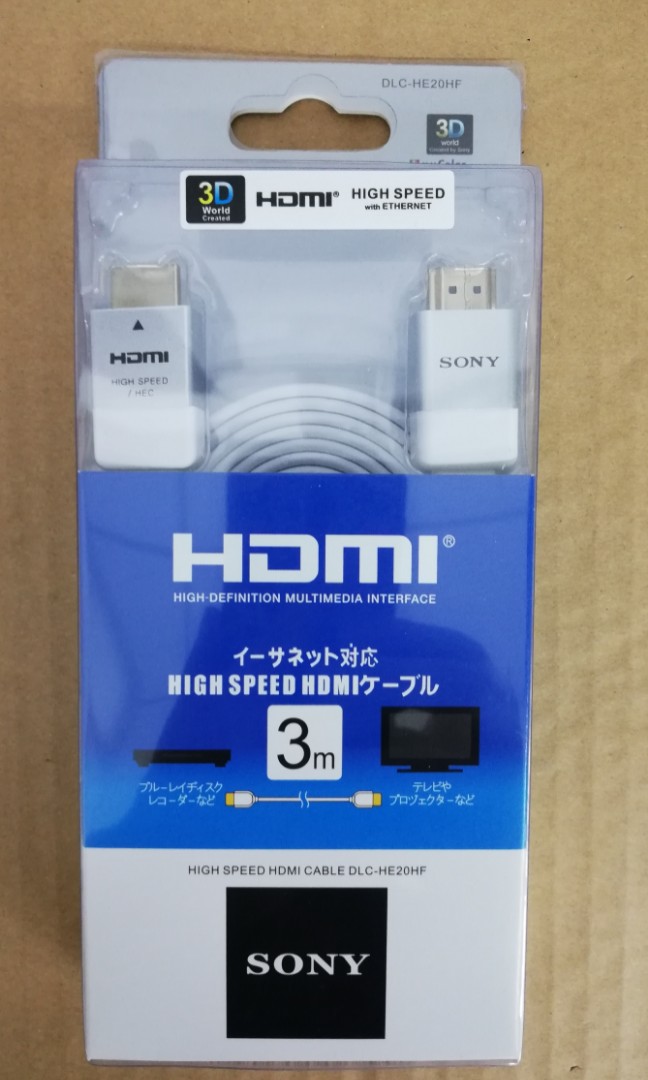 DLC-HE20HF
3D
world
Created by Sony
3D
World
Created
HDMI®
HIGH SPEED
with ETHERNET
HDMI
HIGH SPEED
/ HEC
SONY
HDMI®
HIGH-DEFINITION MULTIMEDIA INTERFACE
イーサネット対応
HIGH SPEED HDMIケーブル
3m
ブルーレイディスク
レコーダーなど
テレビや
プロジェクターなど
HIGH SPEED HDMI CABLE DLC-HE20HF
SONY